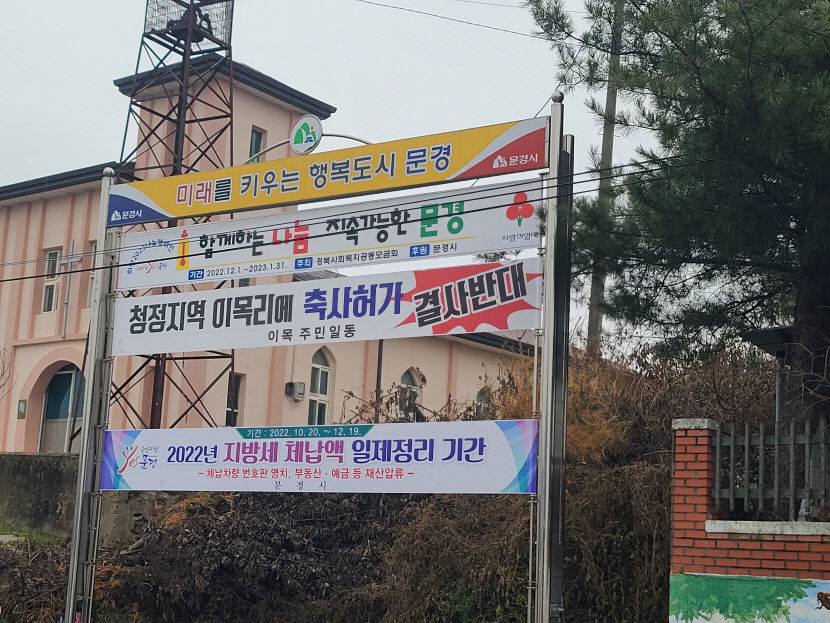 미래를 키우는 행복도시 문경
문경시
문경시
함께하는 나눔 지속가능한 문경
기간 2022.12.1.~2023.1.31. 주최 경북사회복지공동모금회 후원 문경시
사랑의열매
청정지역 이목리에 축사허가 결사반대
이목 주민일동
기간 : 2022. 10. 20. ~ 12. 19.
Yes 문경
2022년 지방세 체납액 일제정리 기간
- 체납차량 번호판 영치, 부동산 · 예금 등 재산압류 -
문경시